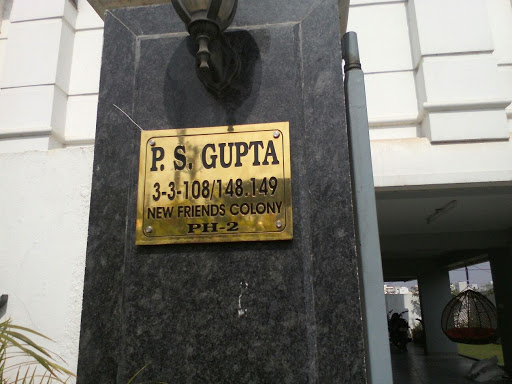 P. S. GUPTA
3-3-108/148.149
NEW FRIENDS COLONY
PH-2